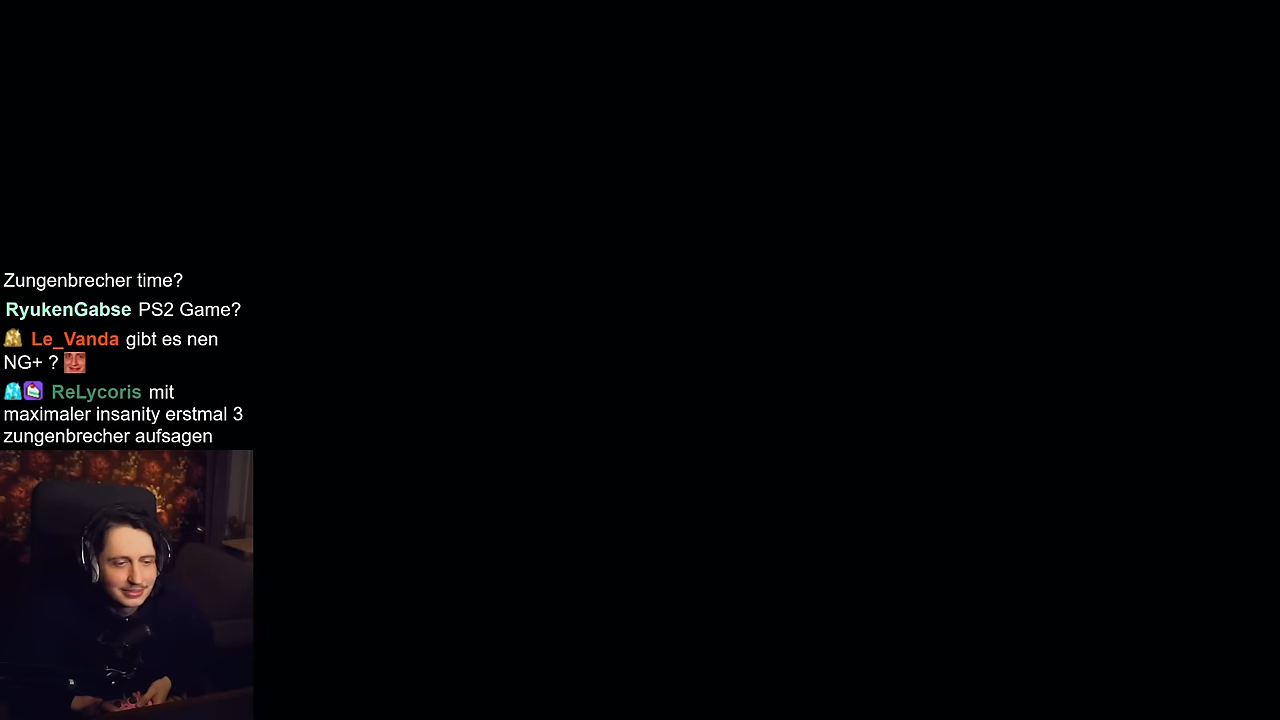 Zungenbrecher time?
RyukenGabse PS2 Game?
Le_Vanda gibt es nen
NG+ ?
ReLycoris mit
maximaler insanity erstmal 3
zungenbrecher aufsagen